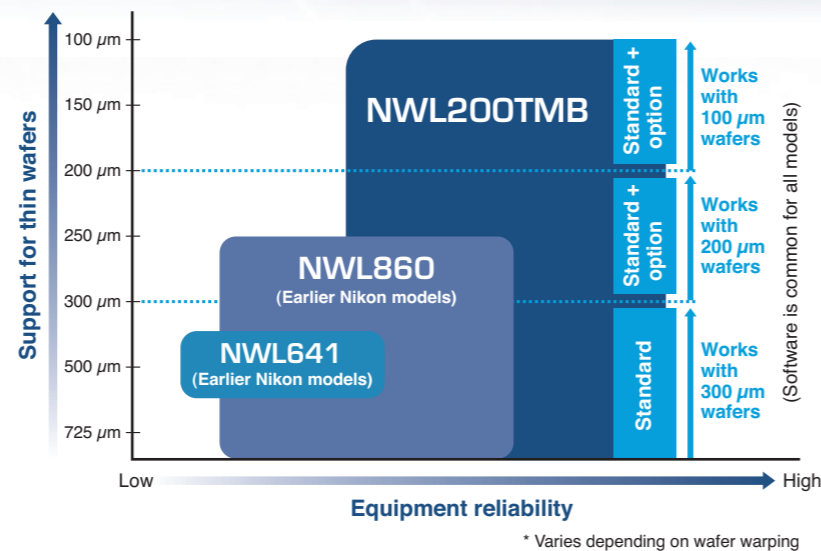 Support for thin wafers
100 µm
150 µm
200 µm
250 µm
300 µm
500 µm
725 µm
NWL200TMB
NWL860
(Earlier Nikon models)
NWL641
(Earlier Nikon models)
Standard +
option
Standard +
option
Standard
Works
with
100 µm
wafers
Works
with
200 µm
wafers
Works
with
300 µm
wafers
(Software is common for all models)
Low
High
Equipment reliability
* Varies depending on wafer warping